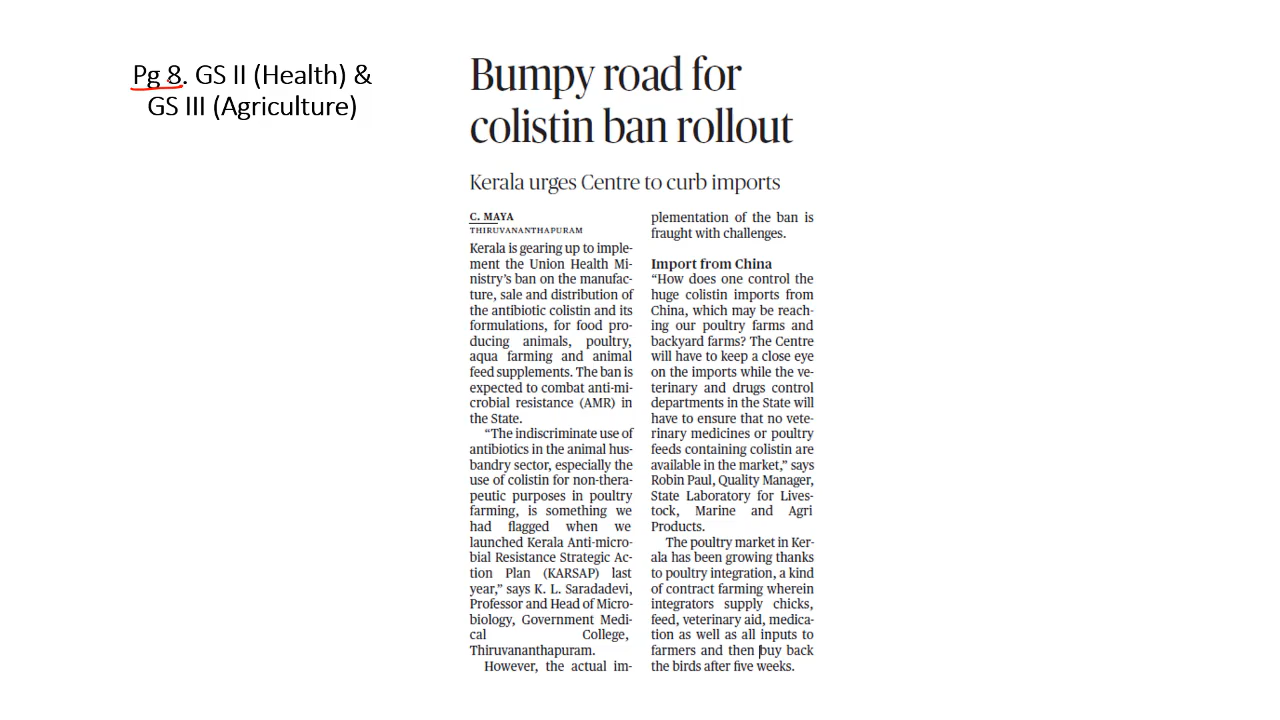 Pg 8. GS II (Health) &
GS III (Agriculture)
Bumpy road for
colistin ban rollout
Kerala urges Centre to curb imports
C. MAYA
THIRUVANANTHAPURAM
Kerala is gearing up to imple-
ment the Union Health Mi-
nistry's ban on the manufac-
ture, sale and distribution of
the antibiotic colistin and its
formulations, for food pro-
ducing animals, poultry,
aqua farming and animal
feed supplements. The ban is
expected to combat anti-mi-
crobial resistance (AMR) in
the State.
"The indiscriminate use of
antibiotics in the animal hus-
bandry sector, especially the
use of colistin for non-thera-
peutic purposes in poultry
farming, is something we
had flagged when we
launched Kerala Anti-micro-
bial Resistance Strategic Ac-
tion Plan (KARSAP) last
year," says K. L. Saradadevi,
Professor and Head of Micro-
biology, Government Medi-
cal College,
Thiruvananthapuram.
However, the actual im-
plementation of the ban is
fraught with challenges.
Import from China
"How does one control the
huge colistin imports from
China, which may be reach-
ing our poultry farms and
backyard farms? The Centre
will have to keep a close eye
on the imports while the ve-
terinary and drugs control
departments in the State will
have to ensure that no vete-
rinary medicines or poultry
feeds containing colistin are
available in the market," says
Robin Paul, Quality Manager,
State Laboratory for Lives-
tock, Marine and Agri
Products.
The poultry market in Ker-
ala has been growing thanks
to poultry integration, a kind
of contract farming wherein
integrators supply chicks,
feed, veterinary aid, medica-
tion as well as all inputs to
farmers and then buy back
the birds after five weeks.